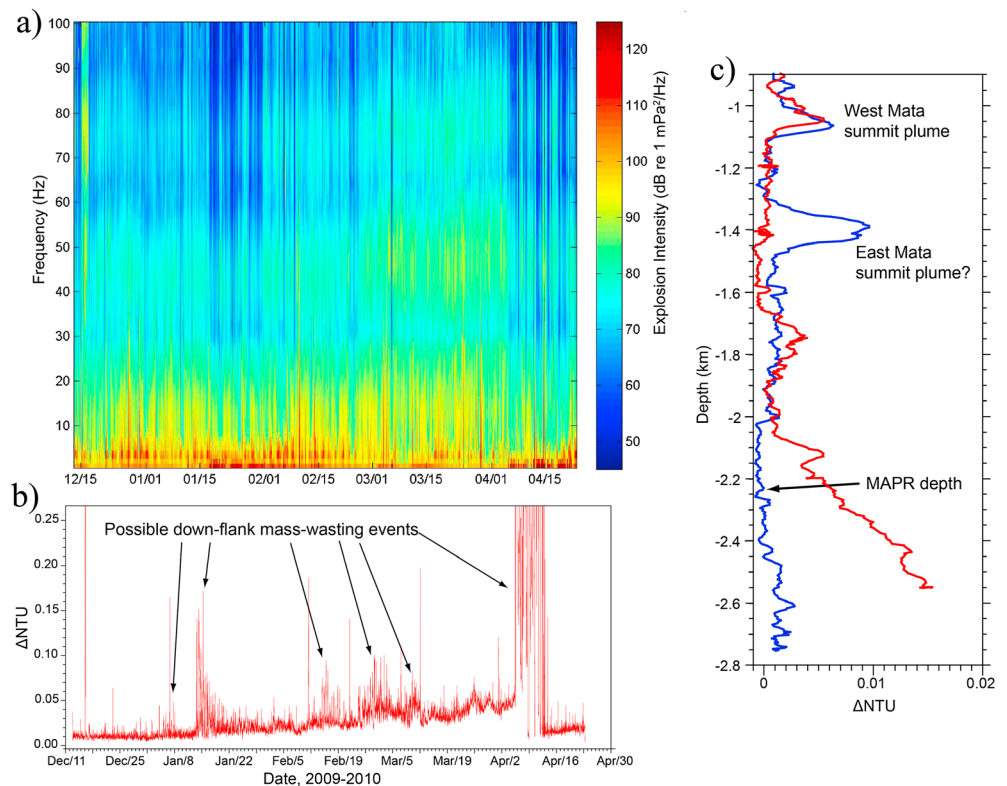 a)
100
90
80
70
60
50
40
30
20
10
Frequency (Hz)
12/15
01/01
01/15
02/01
02/15
03/01
03/15
04/01
04/15
120
110
100
90
80
70
60
50
Explosion Intensity (dB re 1 mPa²/Hz)
b)
Possible down-flank mass-wasting events
0.25
0.20
0.15
0.10
0.05
0.00
ΔNTU
Dec/11
Dec/25
Jan/8
Jan/22
Feb/5
Feb/19
Mar/5
Mar/19
Apr/2
Apr/16
Apr/30
Date, 2009-2010
c)
West Mata
summit plume
East Mata
summit plume?
MAPR depth
-1
-1.2
-1.4
-1.6
-1.8
-2
-2.2
-2.4
-2.6
-2.8
Depth (km)
0
0.01
0.02
ΔNTU